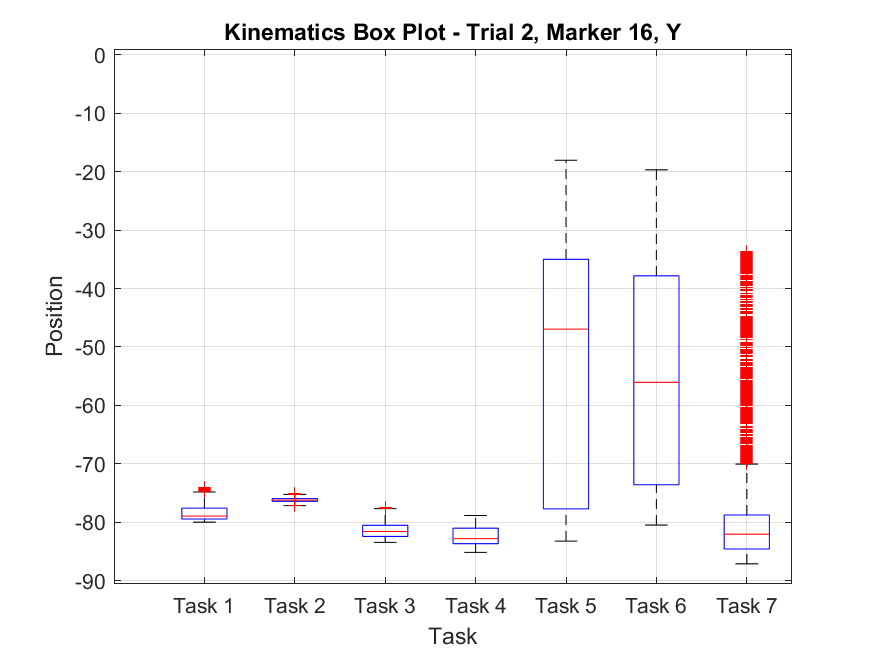 Kinematics Box Plot - Trial 2, Marker 16, Y
0
-10
-20
-30
-40
-50
-60
-70
-80
-90
Position
Task 1 Task 2 Task 3 Task 4 Task 5 Task 6 Task 7
Task